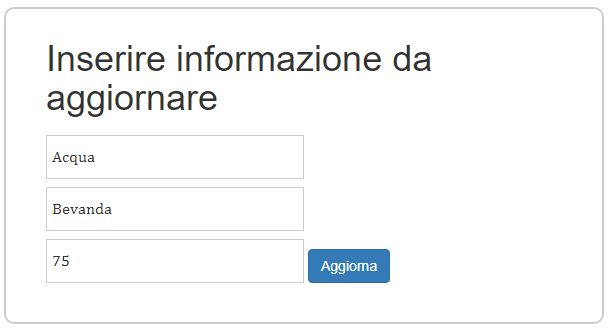 Inserire informazione da
aggiornare
Acqua
Bevanda
75
Aggiorna